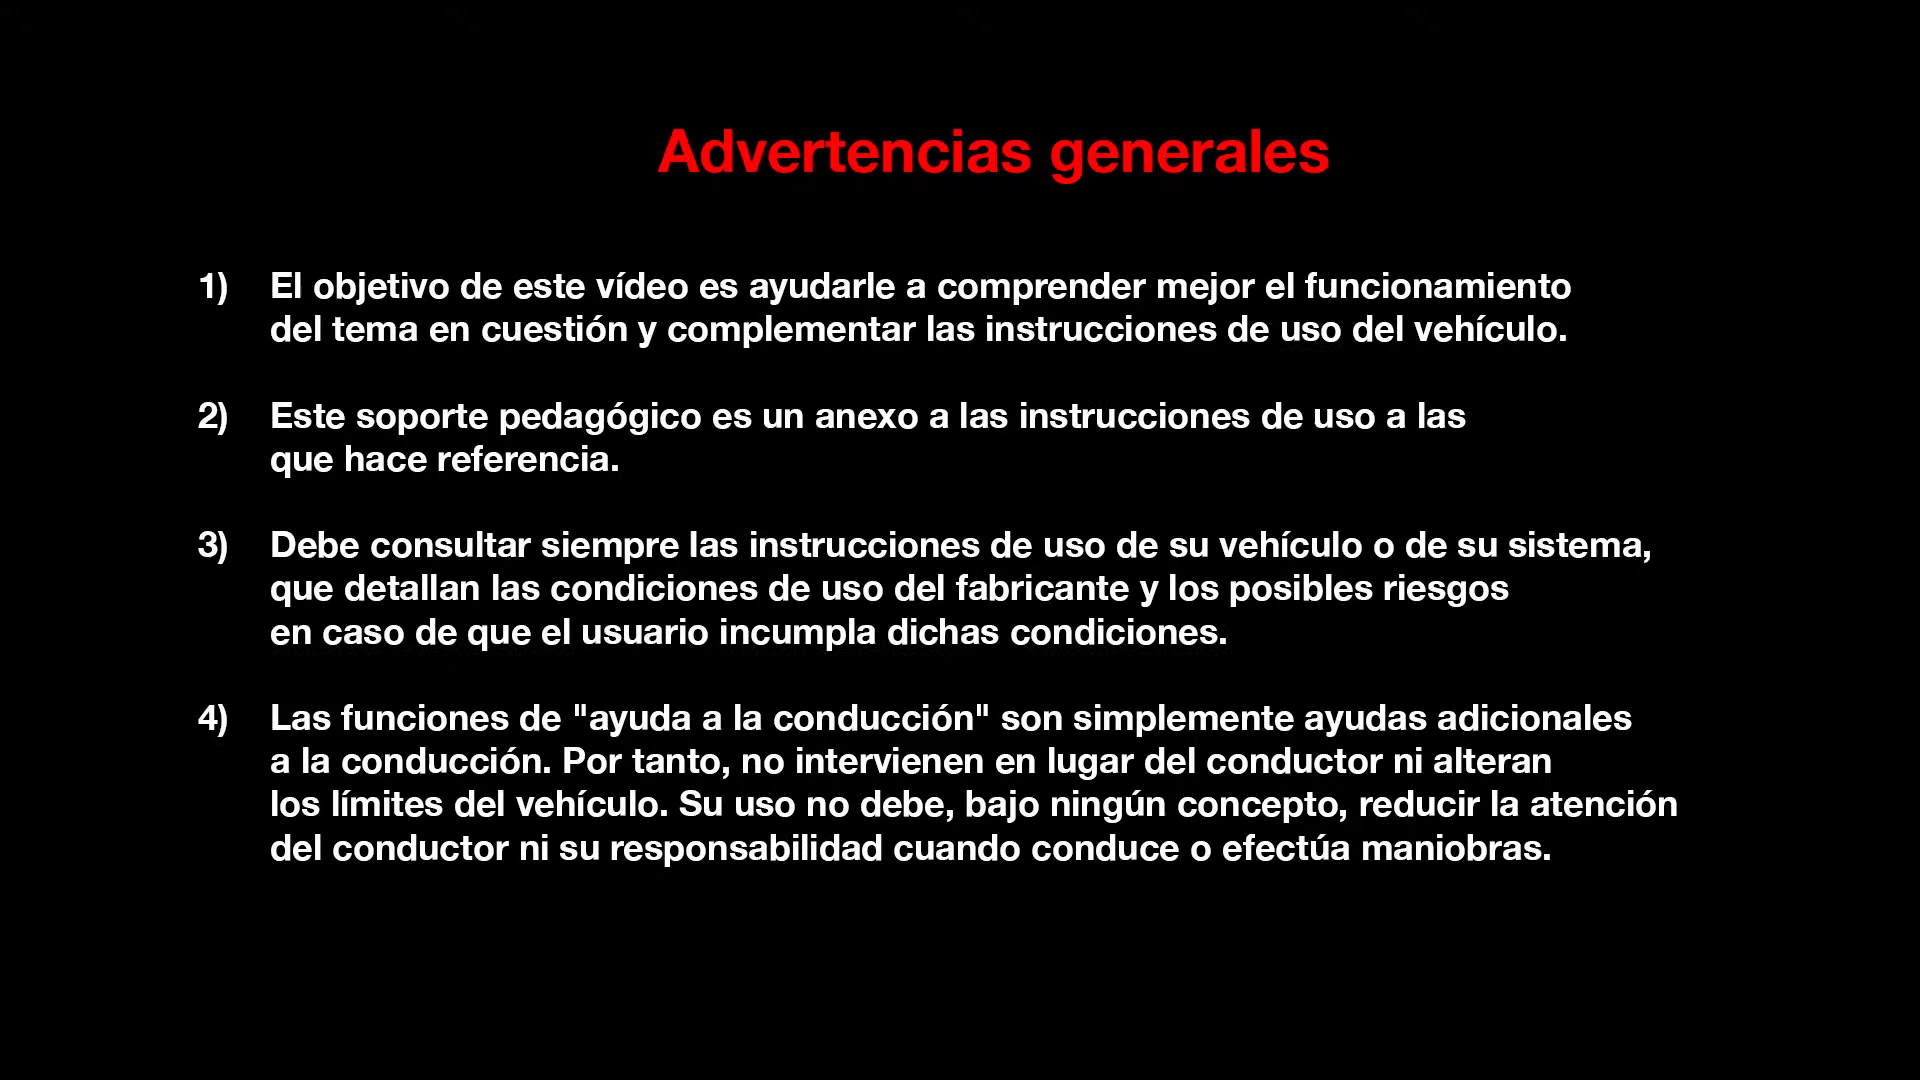 Advertencias generales
1) El objetivo de este vídeo es ayudarle a comprender mejor el funcionamiento
del tema en cuestión y complementar las instrucciones de uso del vehículo.
2) Este soporte pedagógico es un anexo a las instrucciones de uso a las
que hace referencia.
3) Debe consultar siempre las instrucciones de uso de su vehículo o de su sistema,
que detallan las condiciones de uso del fabricante y los posibles riesgos
en caso de que el usuario incumpla dichas condiciones.
4) Las funciones de "ayuda a la conducción" son simplemente ayudas adicionales
a la conducción. Por tanto, no intervienen en lugar del conductor ni alteran
los límites del vehículo. Su uso no debe, bajo ningún concepto, reducir la atención
del conductor ni su responsabilidad cuando conduce o efectúa maniobras.